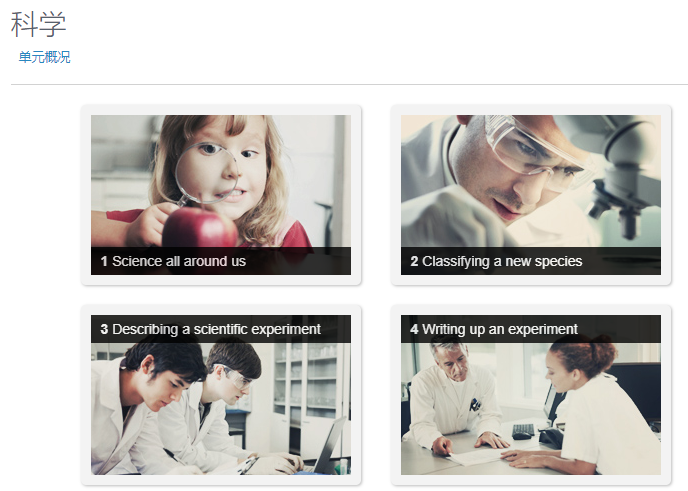 科学
单元概况
1 Science all around us
2 Classifying a new species
3 Describing a scientific experiment
4 Writing up an experiment